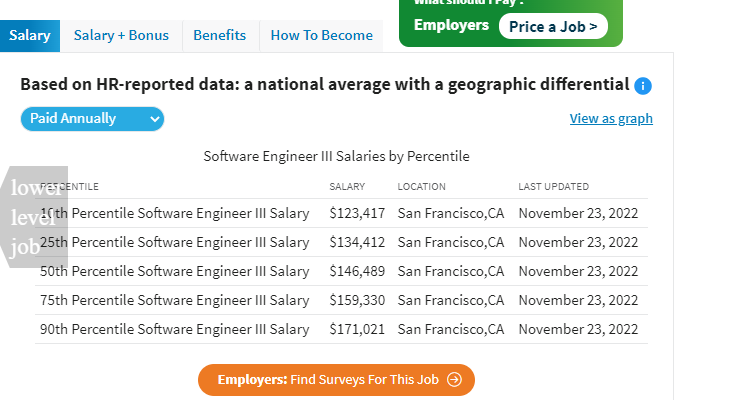 What should I Pay ?
Employers Price a Job >
Salary Salary + Bonus Benefits How To Become
Based on HR-reported data: a national average with a geographic differential i
Paid Annually
View as graph
Software Engineer III Salaries by Percentile
PERCENTILE SALARY LOCATION LAST UPDATED
lower
level
job
10th Percentile Software Engineer III Salary $123,417 San Francisco,CA November 23, 2022
25th Percentile Software Engineer III Salary $134,412 San Francisco,CA November 23, 2022
50th Percentile Software Engineer III Salary $146,489 San Francisco,CA November 23, 2022
75th Percentile Software Engineer III Salary $159,330 San Francisco,CA November 23, 2022
90th Percentile Software Engineer III Salary $171,021 San Francisco,CA November 23, 2022
Employers: Find Surveys For This Job